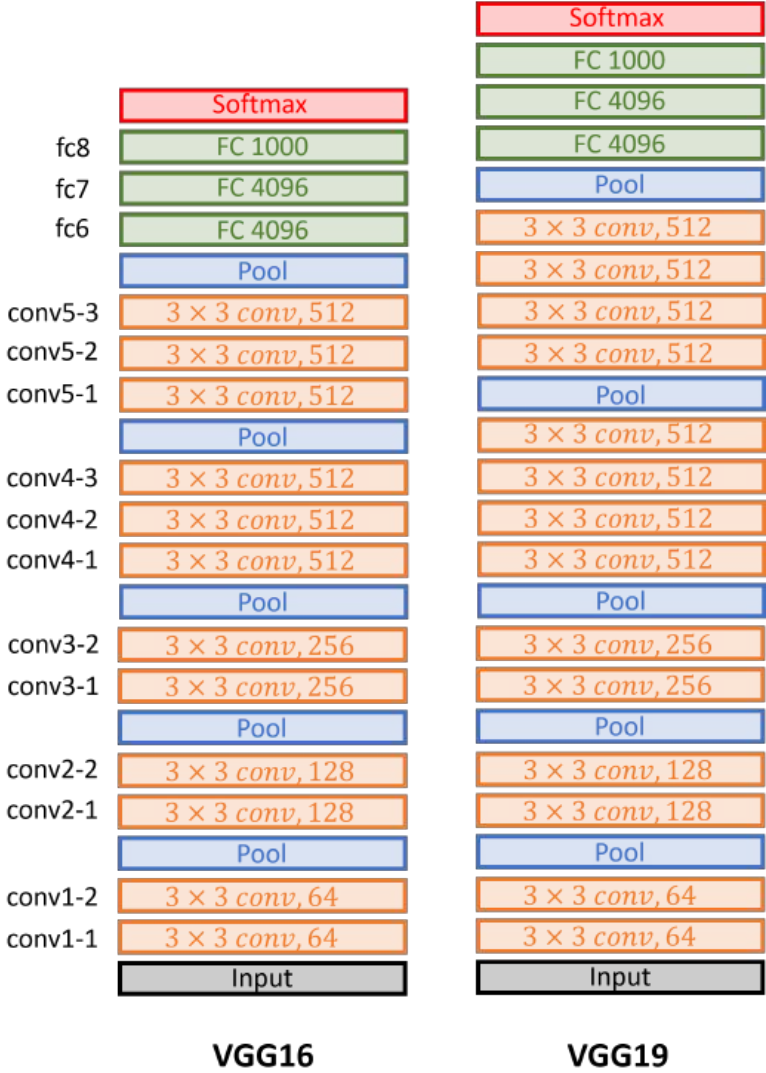 Softmax
fc8 FC 1000
fc7 FC 4096
fc6 FC 4096
Pool
conv5-3 3 × 3 conv, 512
conv5-2 3 × 3 conv, 512
conv5-1 3 × 3 conv, 512
Pool
conv4-3 3 × 3 conv, 512
conv4-2 3 × 3 conv, 512
conv4-1 3 × 3 conv, 512
Pool
conv3-2 3 × 3 conv, 256
conv3-1 3 × 3 conv, 256
Pool
conv2-2 3 × 3 conv, 128
conv2-1 3 × 3 conv, 128
Pool
conv1-2 3 × 3 conv, 64
conv1-1 3 × 3 conv, 64
Input
VGG16
Softmax
FC 1000
FC 4096
FC 4096
Pool
3 × 3 conv, 512
3 × 3 conv, 512
3 × 3 conv, 512
3 × 3 conv, 512
Pool
3 × 3 conv, 512
3 × 3 conv, 512
3 × 3 conv, 512
3 × 3 conv, 512
Pool
3 × 3 conv, 256
3 × 3 conv, 256
Pool
3 × 3 conv, 128
3 × 3 conv, 128
Pool
3 × 3 conv, 64
3 × 3 conv, 64
Input
VGG19